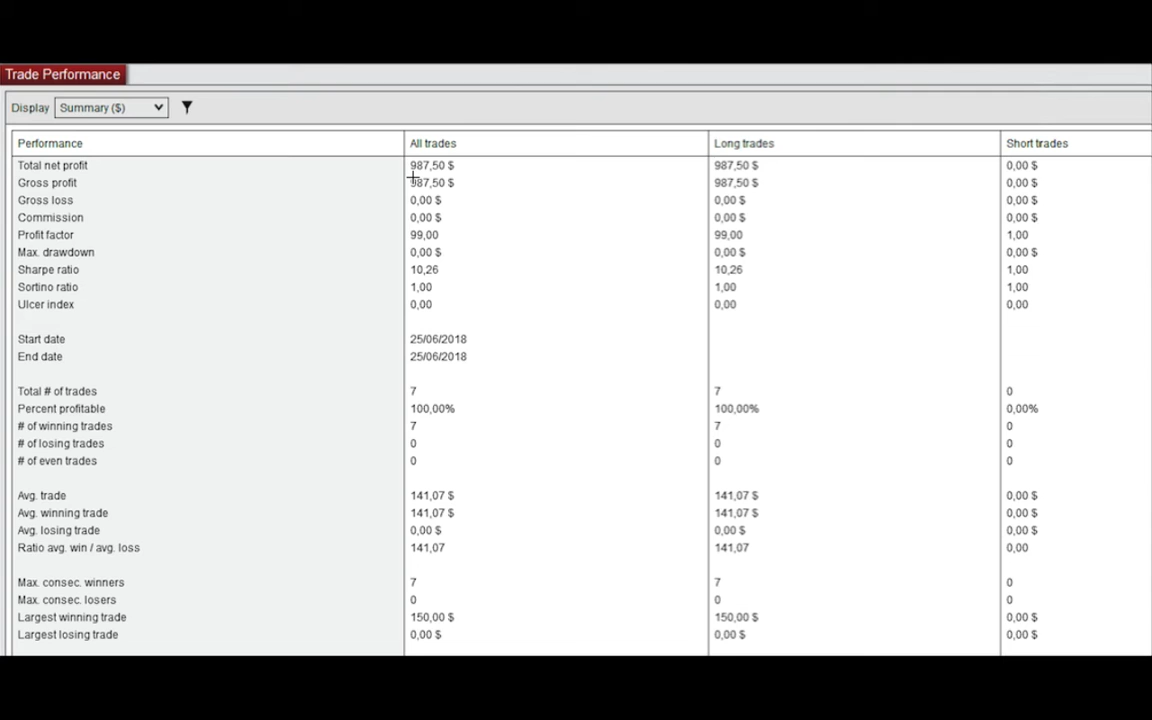 Trade Performance
Display Summary ($)
Performance All trades Long trades Short trades
Total net profit 987,50 $ 987,50 $ 0,00 $
Gross profit 987,50 $ 987,50 $ 0,00 $
Gross loss 0,00 $ 0,00 $ 0,00 $
Commission 0,00 $ 0,00 $ 0,00 $
Profit factor 99,00 99,00 1,00
Max. drawdown 0,00 $ 0,00 $ 0,00 $
Sharpe ratio 10,26 10,26 1,00
Sortino ratio 1,00 1,00 1,00
Ulcer index 0,00 0,00 0,00
Start date 25/06/2018
End date 25/06/2018
Total # of trades 7 7 0
Percent profitable 100,00% 100,00% 0,00%
# of winning trades 7 7 0
# of losing trades 0 0 0
# of even trades 0 0 0
Avg. trade 141,07 $ 141,07 $ 0,00 $
Avg. winning trade 141,07 $ 141,07 $ 0,00 $
Avg. losing trade 0,00 $ 0,00 $ 0,00 $
Ratio avg. win / avg. loss 141,07 141,07 0,00
Max. consec. winners 7 7 0
Max. consec. losers 0 0 0
Largest winning trade 150,00 $ 150,00 $ 0,00 $
Largest losing trade 0,00 $ 0,00 $ 0,00 $